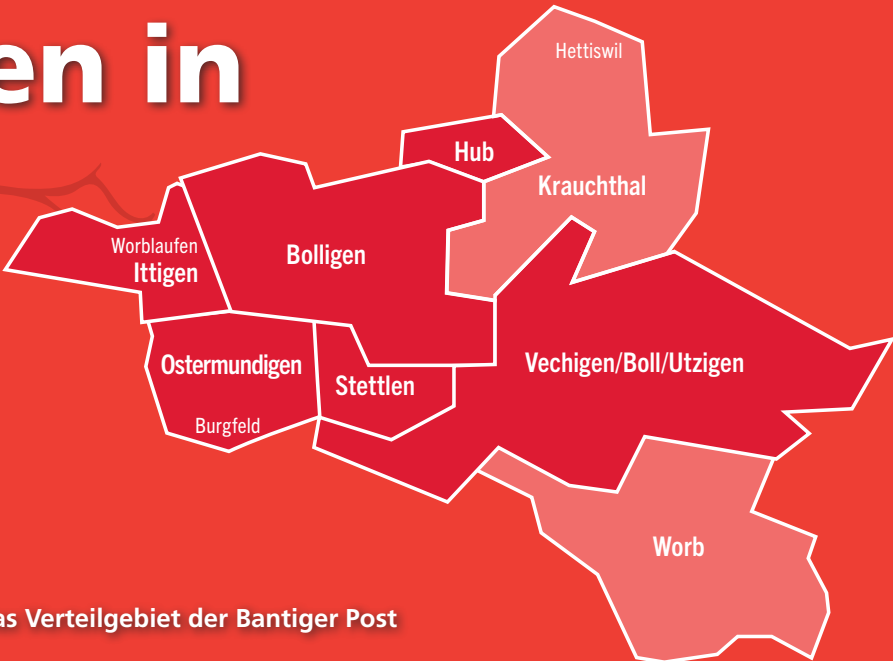 en in
Hettiswil
Hub
Krauchthal
Worblaufen
Ittigen
Bolligen
Ostermundigen
Burgfeld
Stettlen
Vechigen/Boll/Utzigen
Worb
as Verteilgebiet der Bantiger Post